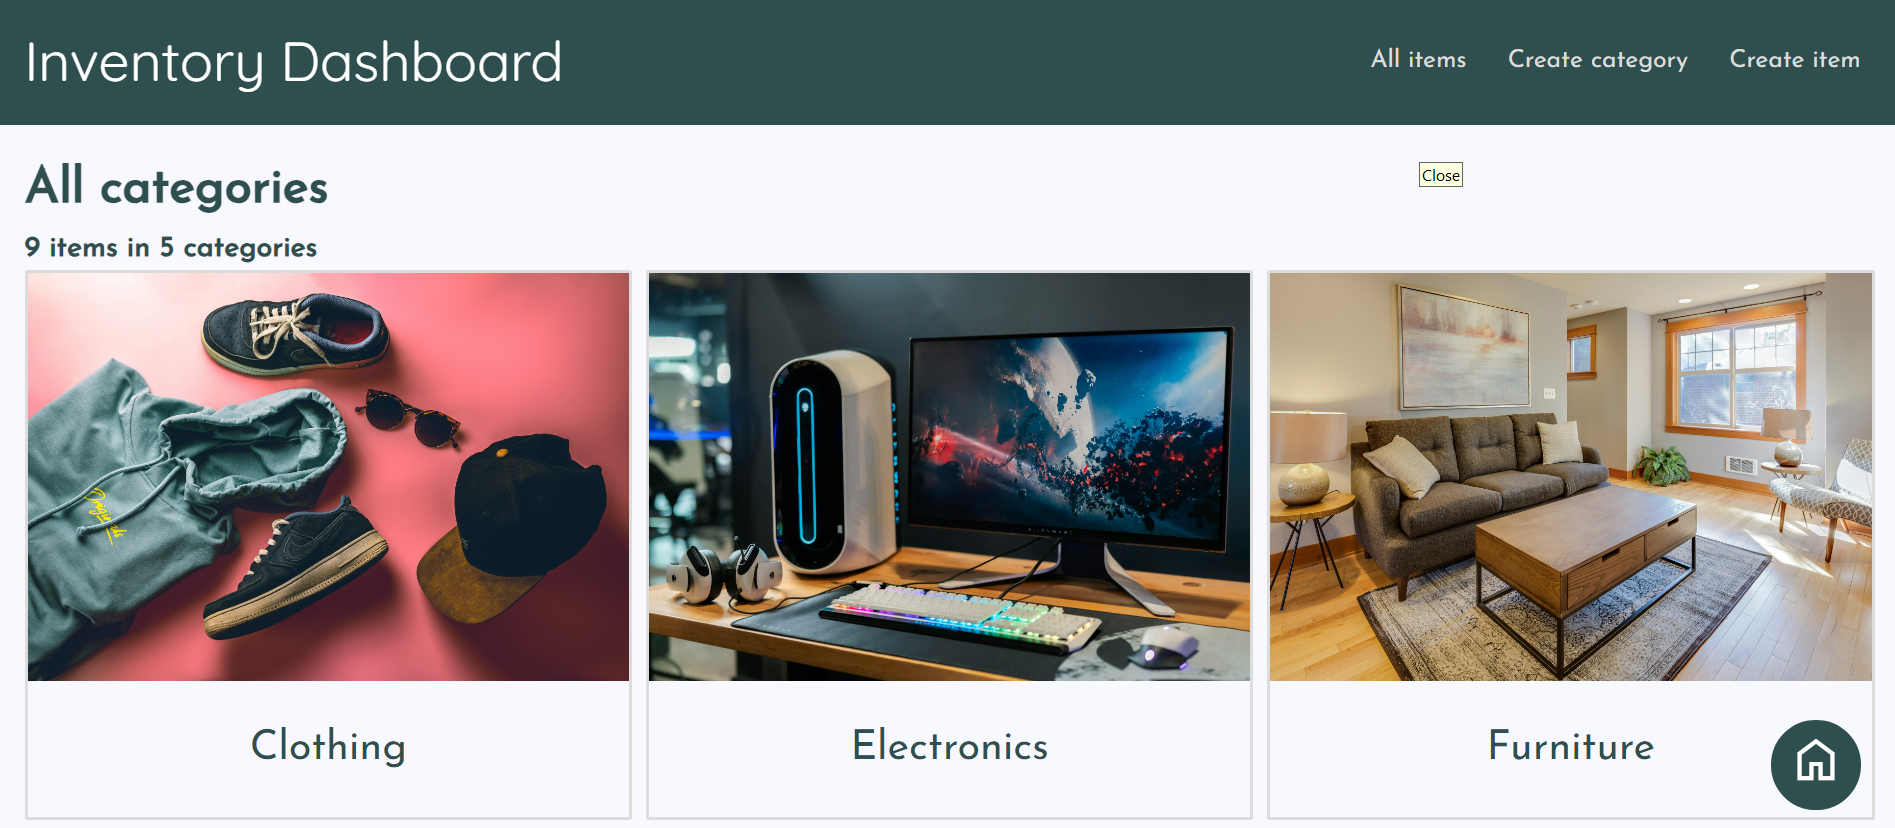 Inventory Dashboard
All items
Create category
Create item
All categories
Close
9 items in 5 categories
ALIENWARE
Clothing
Electronics
Furniture